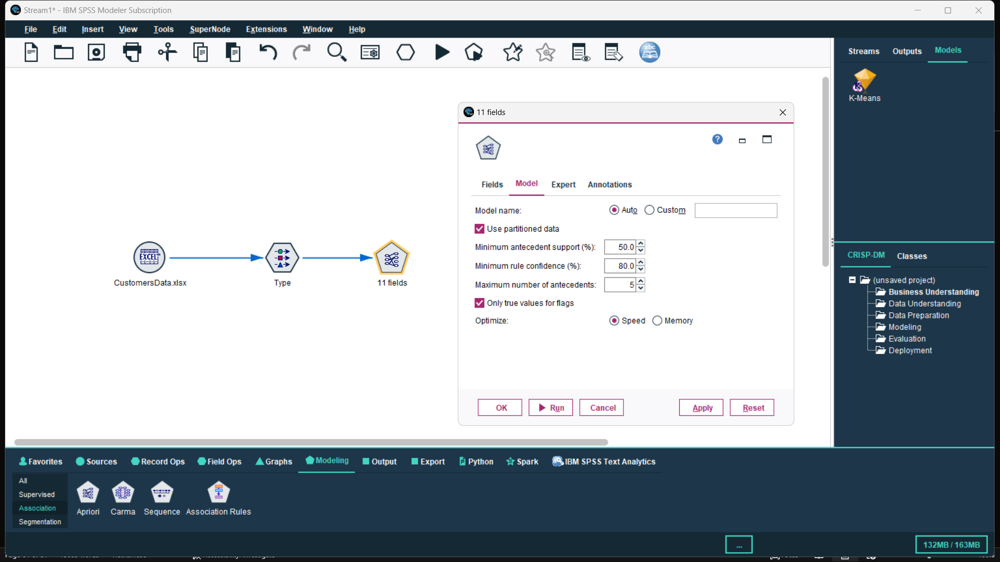 Stream1* - IBM SPSS Modeler Subscription
File Edit Insert View Tools SuperNode Extensions Window Help
abc
Streams Outputs Models
K-Means
11 fields
?
Fields Model Expert Annotations
Model name: Auto Custom
Use partitioned data
Minimum antecedent support (%): 50.0
Minimum rule confidence (%): 80.0
Maximum number of antecedents: 5
Only true values for flags
Optimize: Speed Memory
OK Run Cancel Apply Reset
EXCEL™
CustomersData.xlsx Type 11 fields
CRISP-DM Classes
(unsaved project)
Business Understanding
Data Understanding
Data Preparation
Modeling
Evaluation
Deployment
Favorites Sources Record Ops Field Ops Graphs Modeling Output Export Python Spark IBM SPSS Text Analytics
All
Supervised
Association
Segmentation
Apriori Carma Sequence Association Rules
... 132MB / 163MB